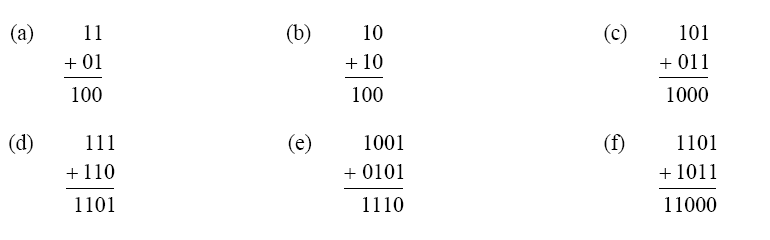 (a) 11 (b) 10 (c) 101
+ 01 + 10 + 011
100 100 1000
(d) 111 (e) 1001 (f) 1101
+ 110 + 0101 + 1011
1101 1110 11000